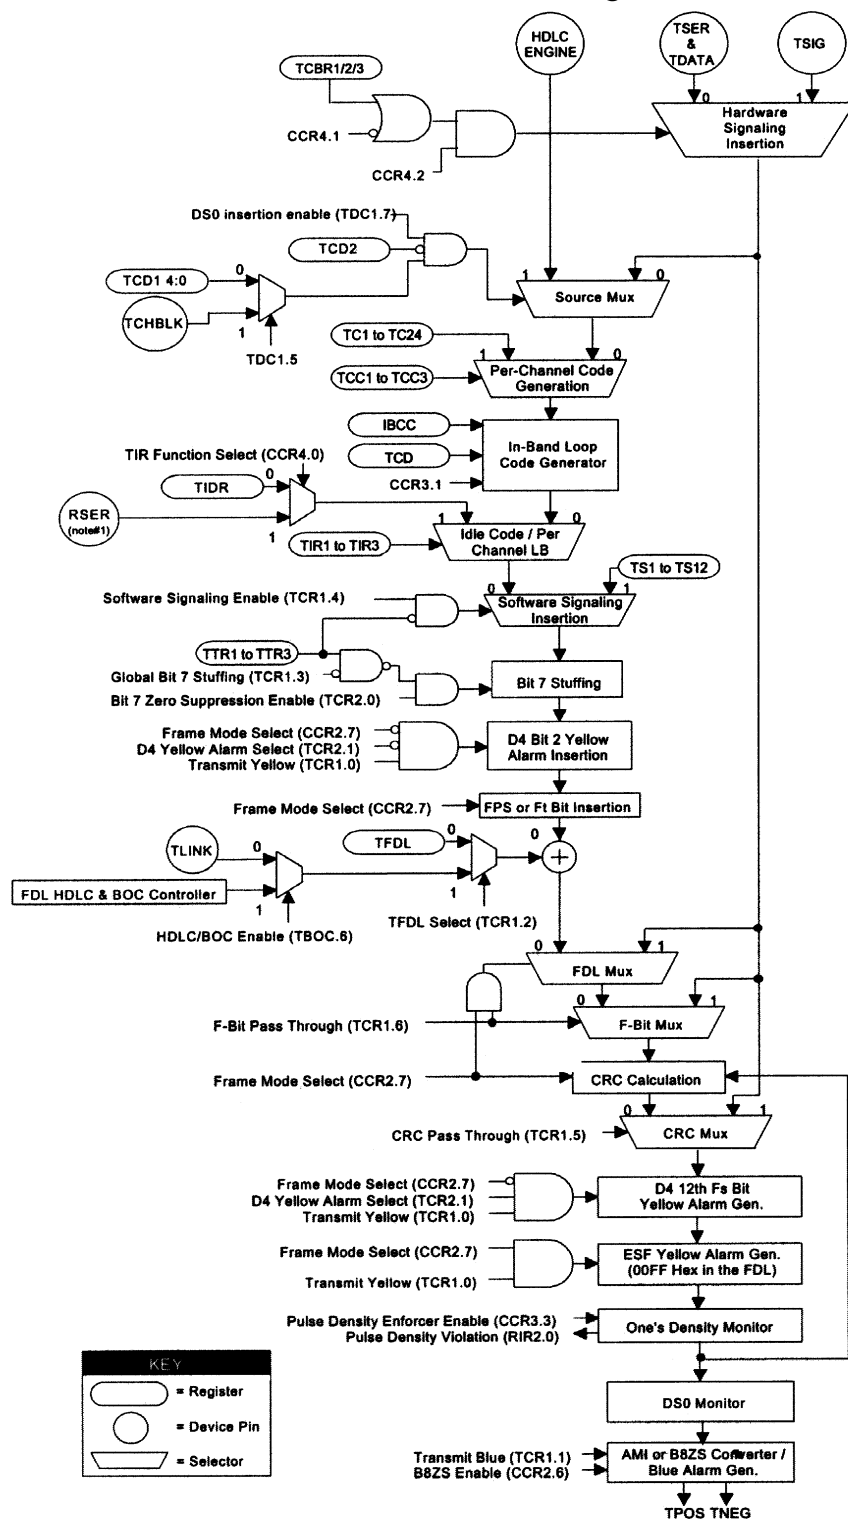 HDLC
ENGINE
TSER
&
TDATA
TSIG
TCBR1/2/3
0
1
Hardware
Signaling
Insertion
CCR4.1
CCR4.2
DS0 insertion enable (TDC1.7)
TCD2
TCD1 4:0
0
TCHBLK
1
TDC1.5
1
0
Source Mux
TC1 to TC24
1
0
TCC1 to TCC3
Per-Channel Code
Generation
IBCC
TCD
CCR3.1
In-Band Loop
Code Generator
TIR Function Select (CCR4.0)
0
TIDR
RSER
(note#1)
1
1
0
TIR1 to TIR3
Idle Code / Per
Channel LB
TS1 to TS12
0
1
Software Signaling Enable (TCR1.4)
Software Signaling
Insertion
TTR1 to TTR3
Global Bit 7 Stuffing (TCR1.3)
Bit 7 Zero Suppression Enable (TCR2.0)
Bit 7 Stuffing
Frame Mode Select (CCR2.7)
D4 Yellow Alarm Select (TCR2.1)
Transmit Yellow (TCR1.0)
D4 Bit 2 Yellow
Alarm Insertion
Frame Mode Select (CCR2.7)
FPS or Ft Bit Insertion
TLINK
0
TFDL
0
0
+
FDL HDLC & BOC Controller
1
1
TFDL Select (TCR1.2)
HDLC/BOC Enable (TBOC.6)
0
1
FDL Mux
0
1
F-Bit Pass Through (TCR1.6)
F-Bit Mux
Frame Mode Select (CCR2.7)
CRC Calculation
0
1
CRC Pass Through (TCR1.5)
CRC Mux
Frame Mode Select (CCR2.7)
D4 Yellow Alarm Select (TCR2.1)
Transmit Yellow (TCR1.0)
D4 12th Fs Bit
Yellow Alarm Gen.
Frame Mode Select (CCR2.7)
Transmit Yellow (TCR1.0)
ESF Yellow Alarm Gen.
(00FF Hex in the FDL)
Pulse Density Enforcer Enable (CCR3.3)
Pulse Density Violation (RIR2.0)
One's Density Monitor
KEY
= Register
= Device Pin
= Selector
DS0 Monitor
Transmit Blue (TCR1.1)
B8ZS Enable (CCR2.6)
AMI or B8ZS Converter /
Blue Alarm Gen.
TPOS TNEG